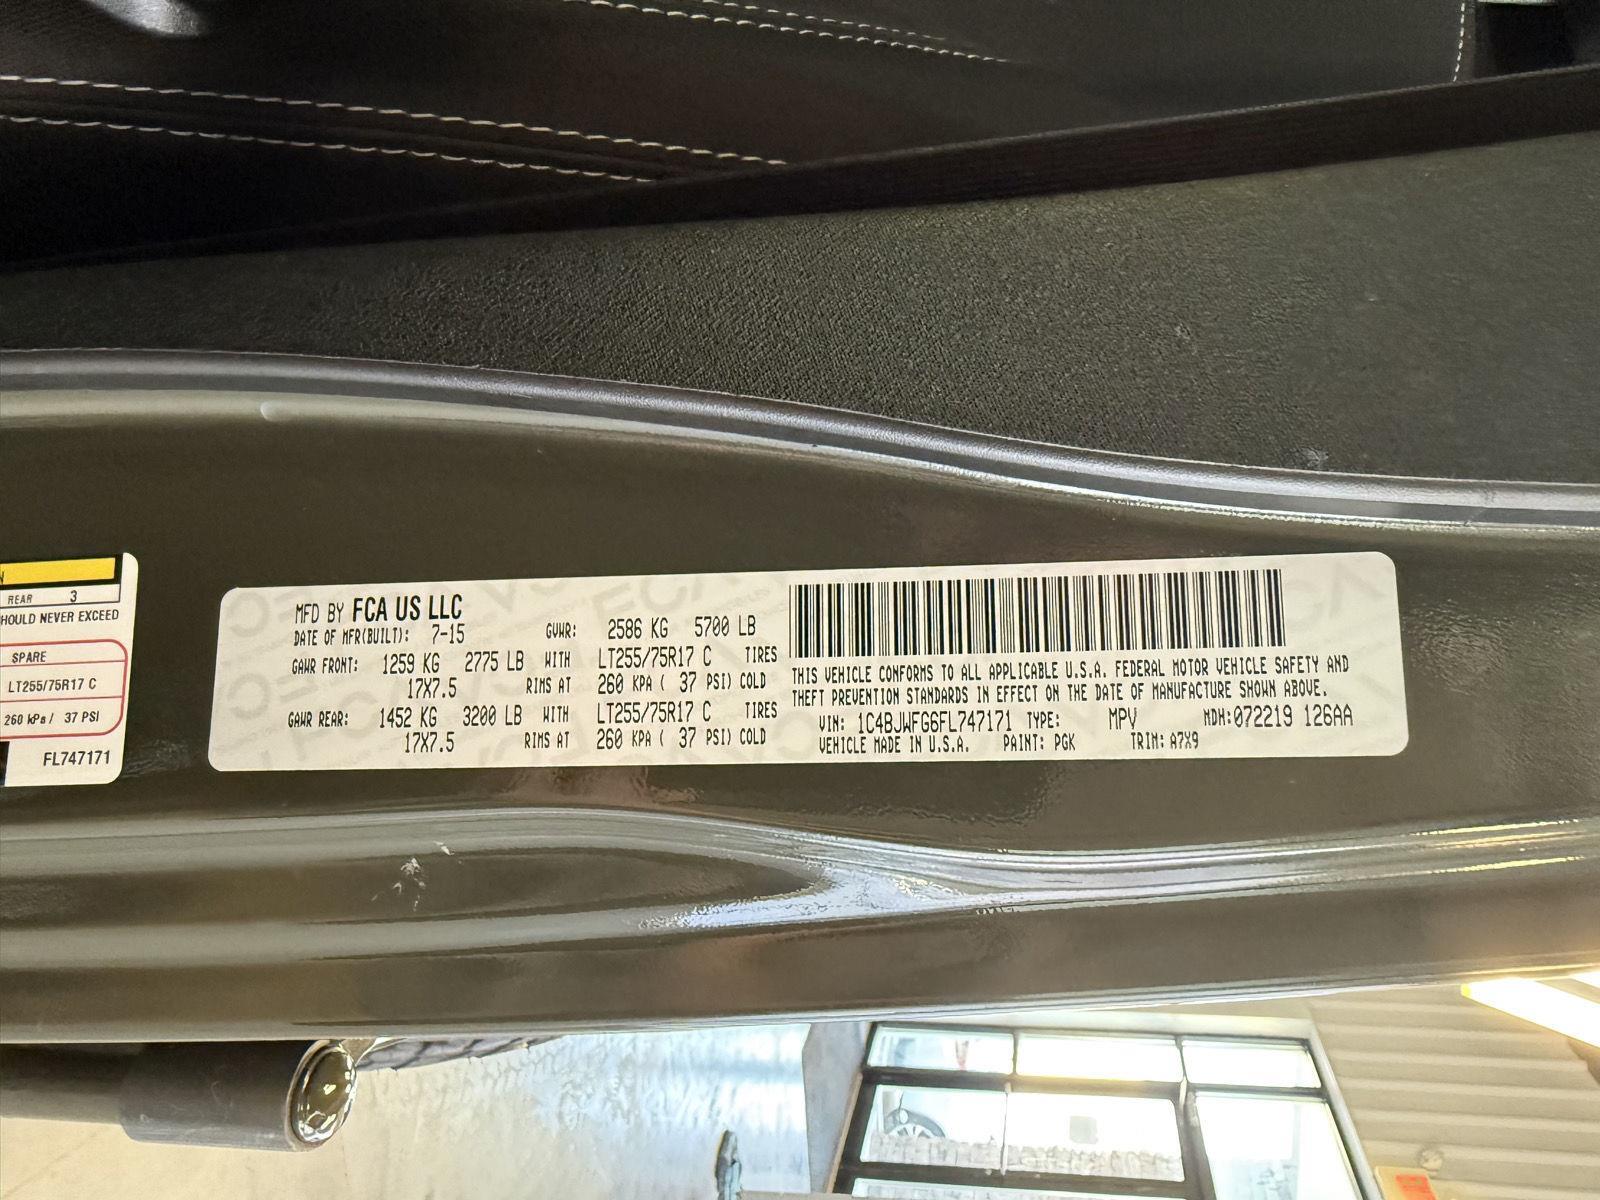 N
REAR 3
HOULD NEVER EXCEED
SPARE
LT255/75R17 C
260 kPa / 37 PSI
FL747171
MFD BY FCA US LLC
DATE OF MFR(BUILT): 7-15 GVWR: 2586 KG 5700 LB
GAWR FRONT: 1259 KG 2775 LB WITH LT255/75R17 C TIRES
17X7.5 RIMS AT 260 KPA ( 37 PSI) COLD
GAWR REAR: 1452 KG 3200 LB WITH LT255/75R17 C TIRES
17X7.5 RIMS AT 260 KPA ( 37 PSI) COLD
THIS VEHICLE CONFORMS TO ALL APPLICABLE U.S.A. FEDERAL MOTOR VEHICLE SAFETY AND
THEFT PREVENTION STANDARDS IN EFFECT ON THE DATE OF MANUFACTURE SHOWN ABOVE.
VIN: 1C4BJWFG6FL747171 TYPE: MPV MDH:072219 126AA
VEHICLE MADE IN U.S.A. PAINT: PGK TRIM: A7X9